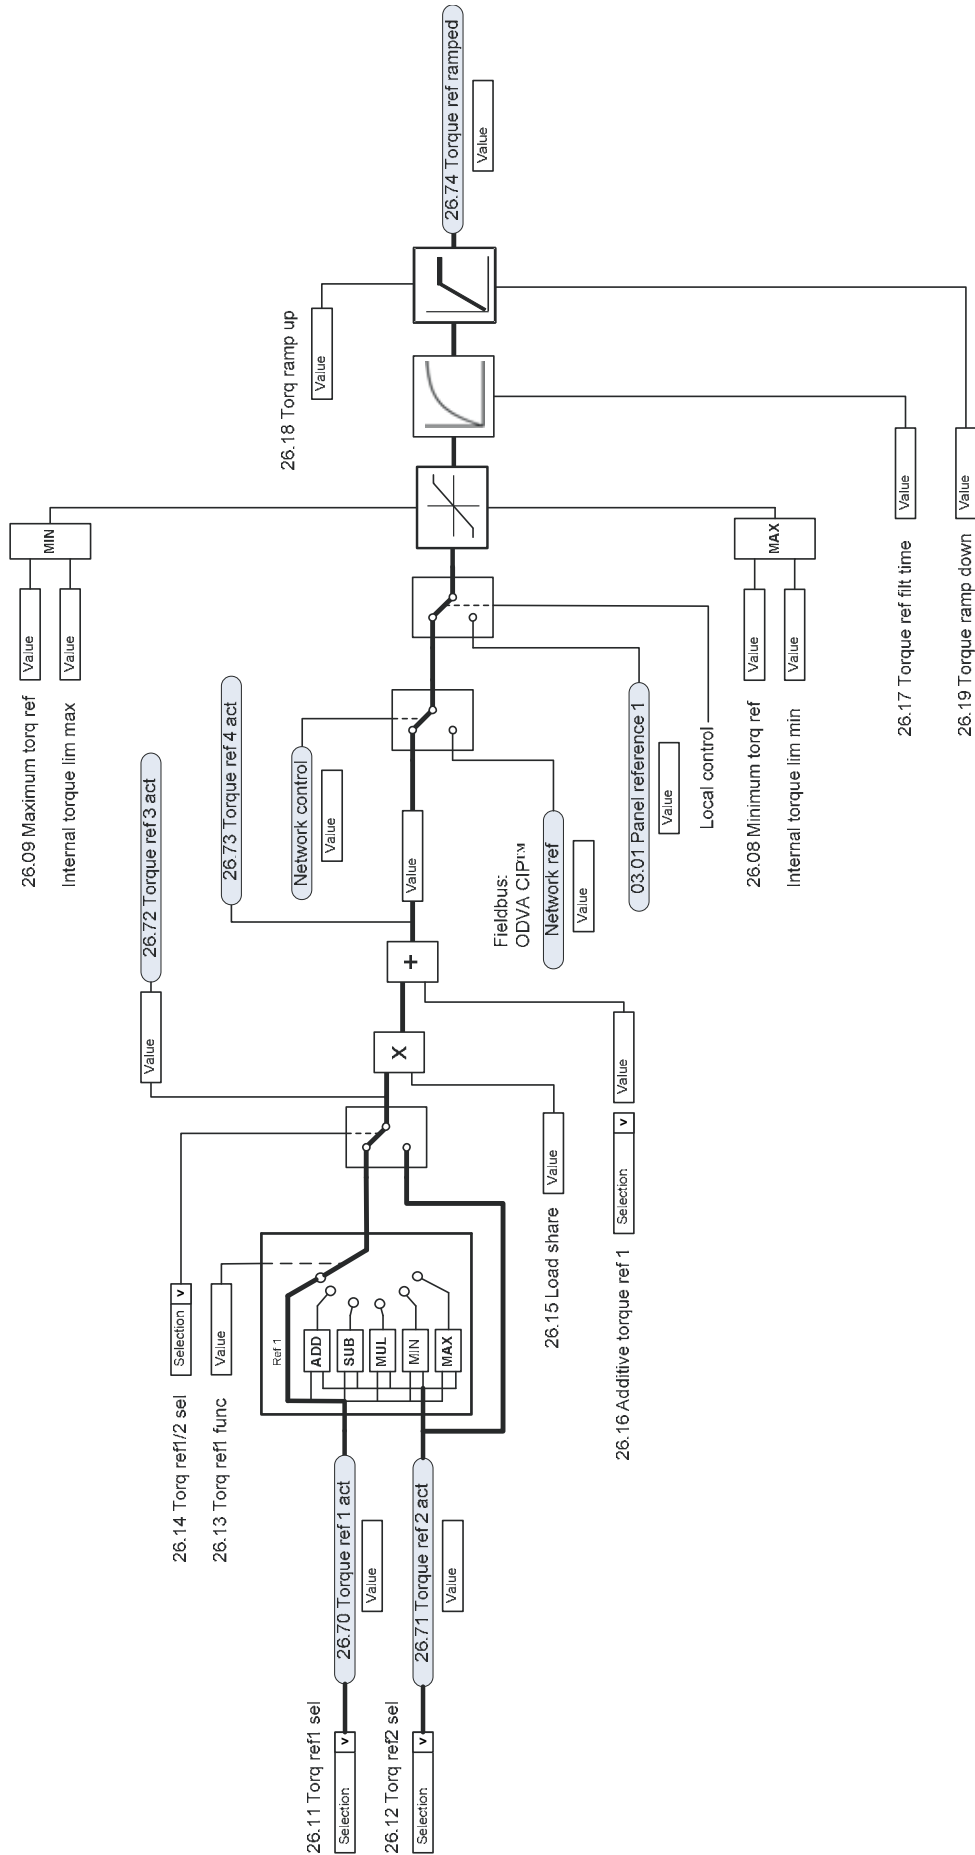 26.11 Torq ref1 sel
Selection v
26.12 Torq ref2 sel
Selection v
26.70 Torque ref 1 act
Value
26.71 Torque ref 2 act
Value
26.14 Torq ref1/2 sel
Selection v
26.13 Torq ref1 func
Value
Ref 1
ADD
SUB
MUL
MIN
MAX
26.15 Load share
Value
26.16 Additive torque ref 1
Selection v
Value
X
+
26.72 Torque ref 3 act
Value
26.73 Torque ref 4 act
Value
Network control
Value
Fieldbus:
ODVA CIP™
Network ref
Value
03.01 Panel reference 1
Value
Local control
26.09 Maximum torq ref
Value
Internal torque lim max
Value
MIN
26.08 Minimum torq ref
Value
Internal torque lim min
Value
MAX
26.18 Torq ramp up
Value
26.17 Torque ref filt time
Value
26.19 Torque ramp down
Value
26.74 Torque ref ramped
Value